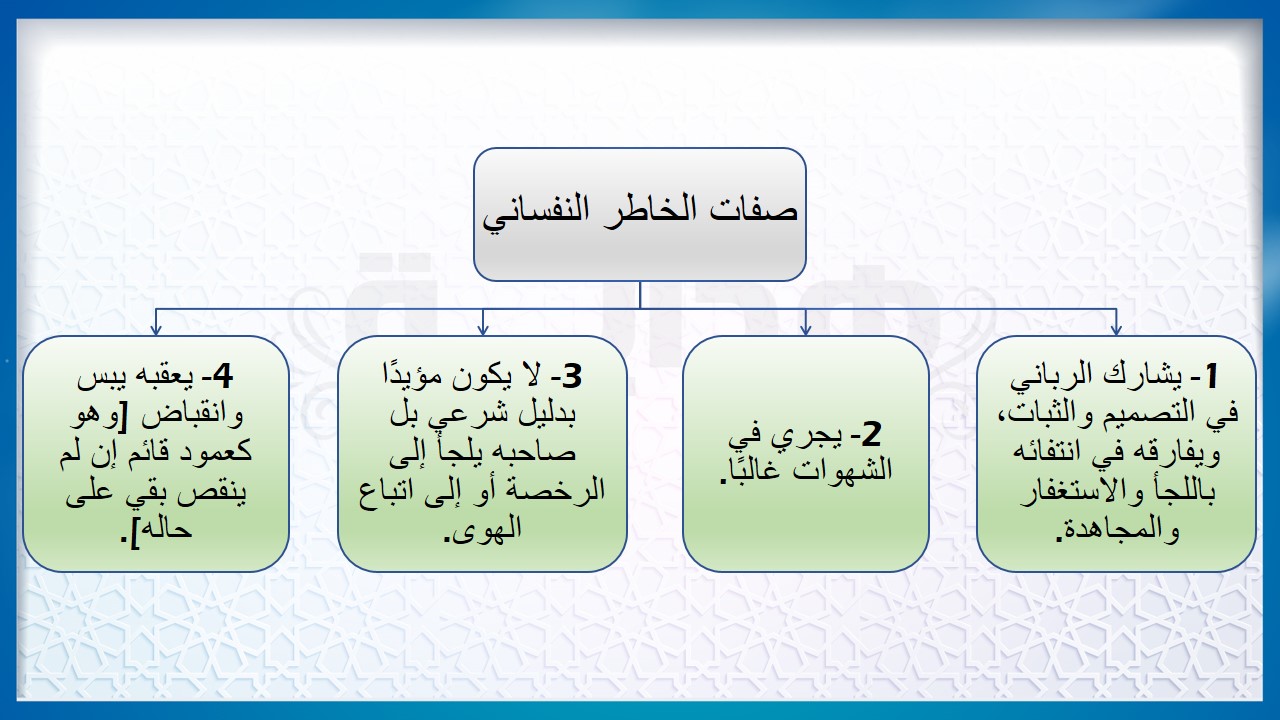 صفات الخاطر النفساني
1- يشارك الرباني
في التصميم والثبات،
ويفارقه في انتفائه
باللجأ والاستغفار
والمجاهدة.
2- يجري في
الشهوات غالبًا.
3- لا يكون مؤيدًا
بدليل شرعي بل
صاحبه يلجأ إلى
الرخصة أو إلى اتباع
الهوى.
4- يعقبه يبس
وانقباض [وهو
كعمود قائم إن لم
ينقص بقي على
حاله].